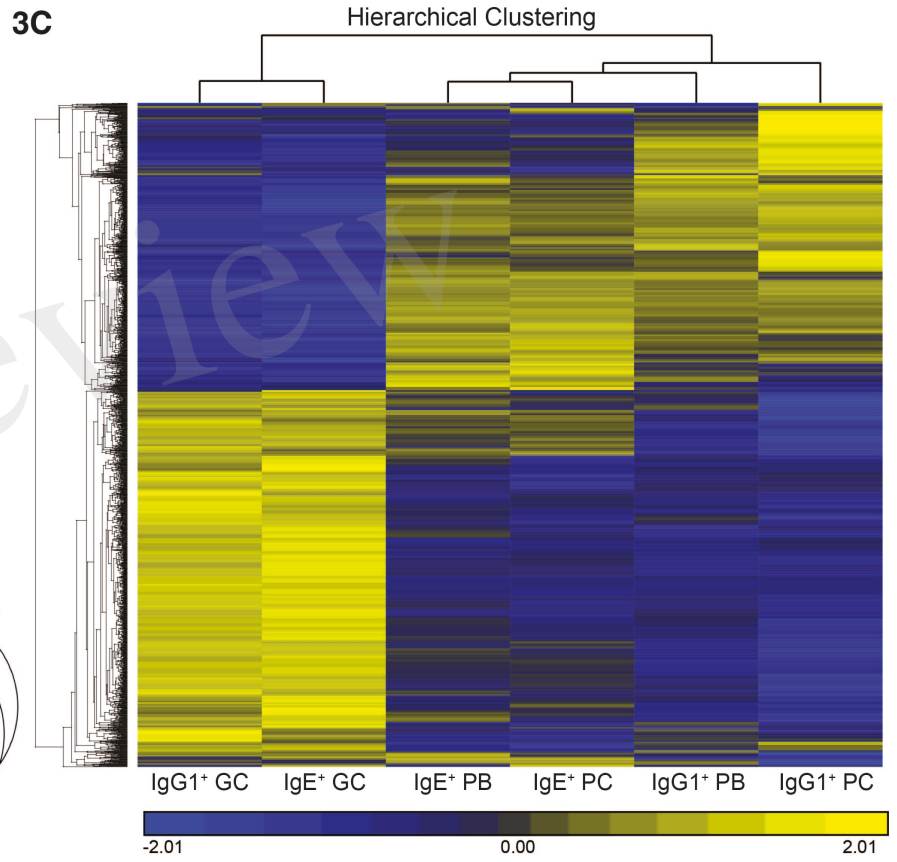 3C
Hierarchical Clustering
eview
IgG1⁺ GC IgE⁺ GC IgE⁺ PB IgE⁺ PC IgG1⁺ PB IgG1⁺ PC
-2.01 0.00 2.01